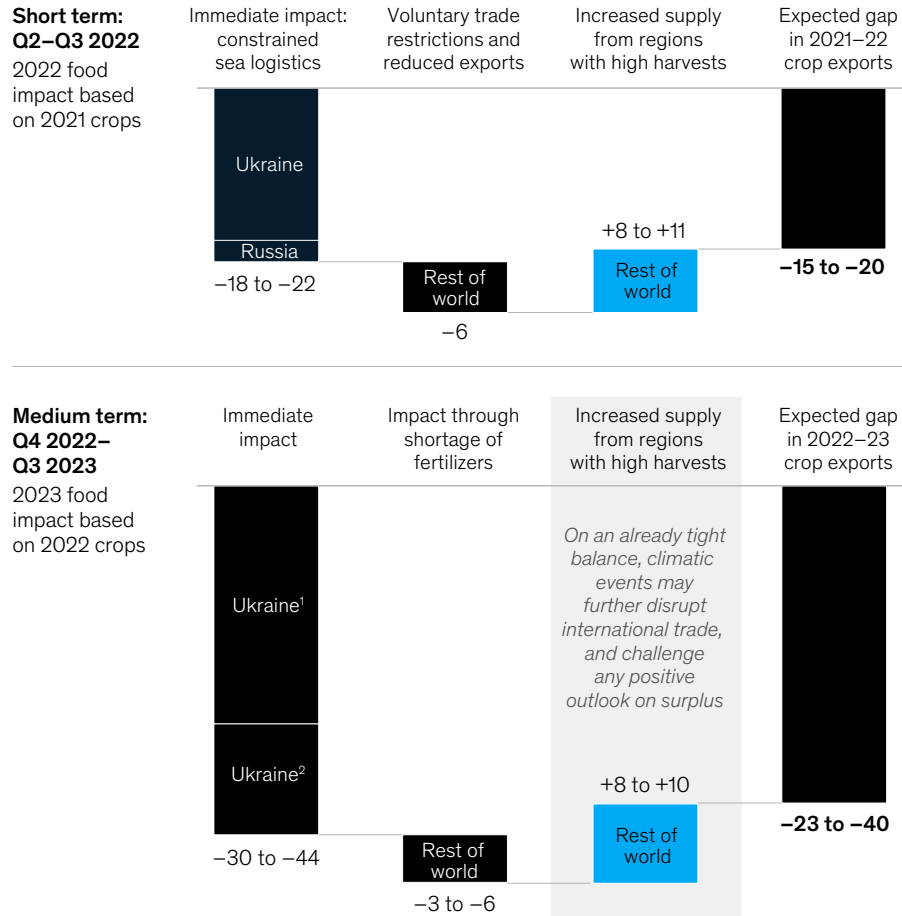 Short term:
Q2–Q3 2022
2022 food
impact based
on 2021 crops
Immediate impact:
constrained
sea logistics
Voluntary trade
restrictions and
reduced exports
Increased supply
from regions
with high harvests
Expected gap
in 2021–22
crop exports
Ukraine
Russia
–18 to –22
Rest of
world
–6
+8 to +11
Rest of
world
–15 to –20
Medium term:
Q4 2022–
Q3 2023
2023 food
impact based
on 2022 crops
Immediate
impact
Impact through
shortage of
fertilizers
Increased supply
from regions
with high harvests
Expected gap
in 2022–23
crop exports
Ukraine¹
Ukraine²
–30 to –44
Rest of
world
–3 to –6
On an already tight
balance, climatic
events may
further disrupt
international trade,
and challenge
any positive
outlook on surplus
+8 to +10
Rest of
world
–23 to –40